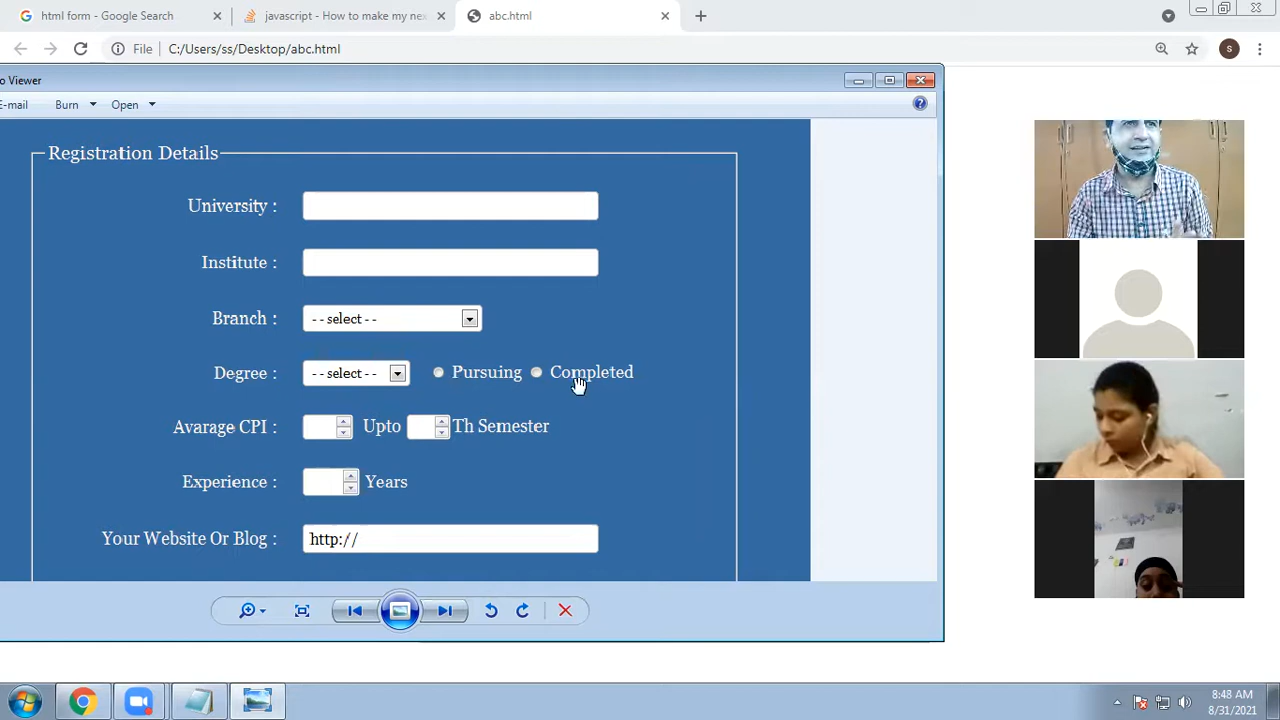 html form - Google Search
javascript - How to make my nex
abc.html
File
C:/Users/ss/Desktop/abc.html
s
o Viewer
E-mail
Burn
Open
Registration Details
University :
Institute :
Branch :
- - select - -
Degree :
- - select - -
Pursuing
Completed
Avarage CPI :
Upto
Th Semester
Experience :
Years
Your Website Or Blog :
http://
8:48 AM
8/31/2021